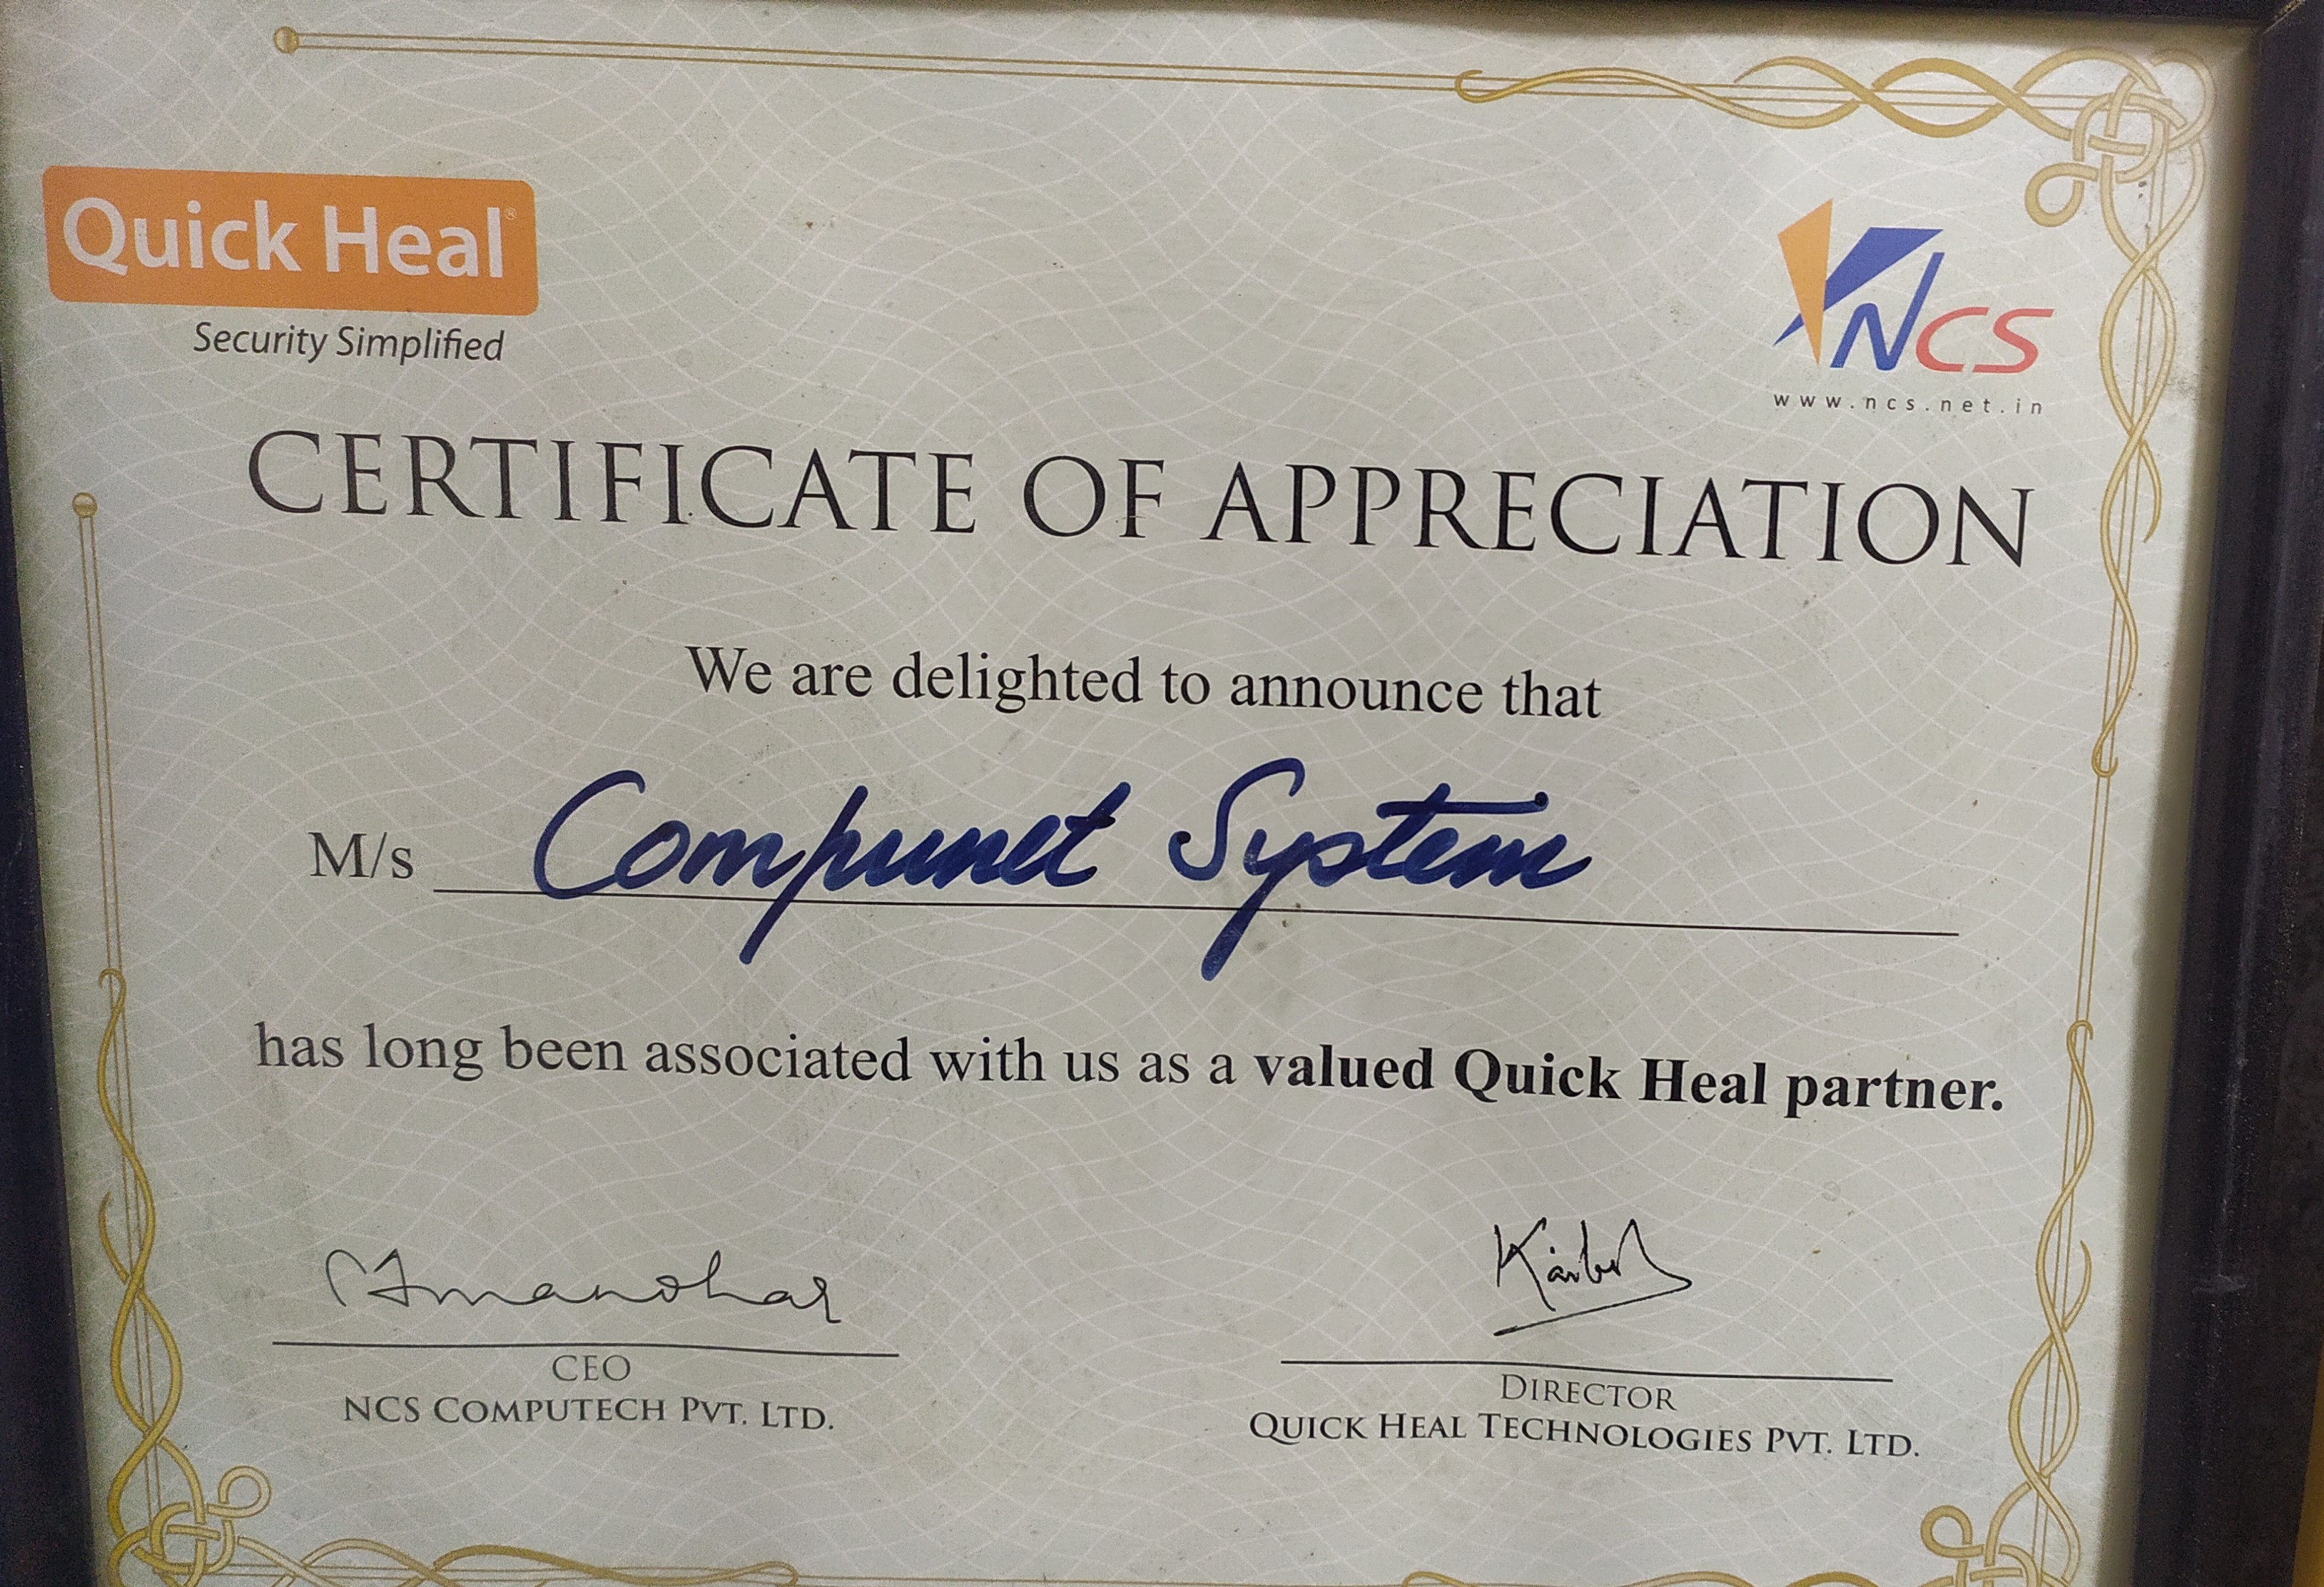 Quick Heal®
Security Simplified
NCS
www.ncs.net.in
CERTIFICATE OF APPRECIATION
We are delighted to announce that
M/s Compunet System
has long been associated with us as a valued Quick Heal partner.
CEO
NCS COMPUTECH PVT. LTD.
DIRECTOR
QUICK HEAL TECHNOLOGIES PVT. LTD.